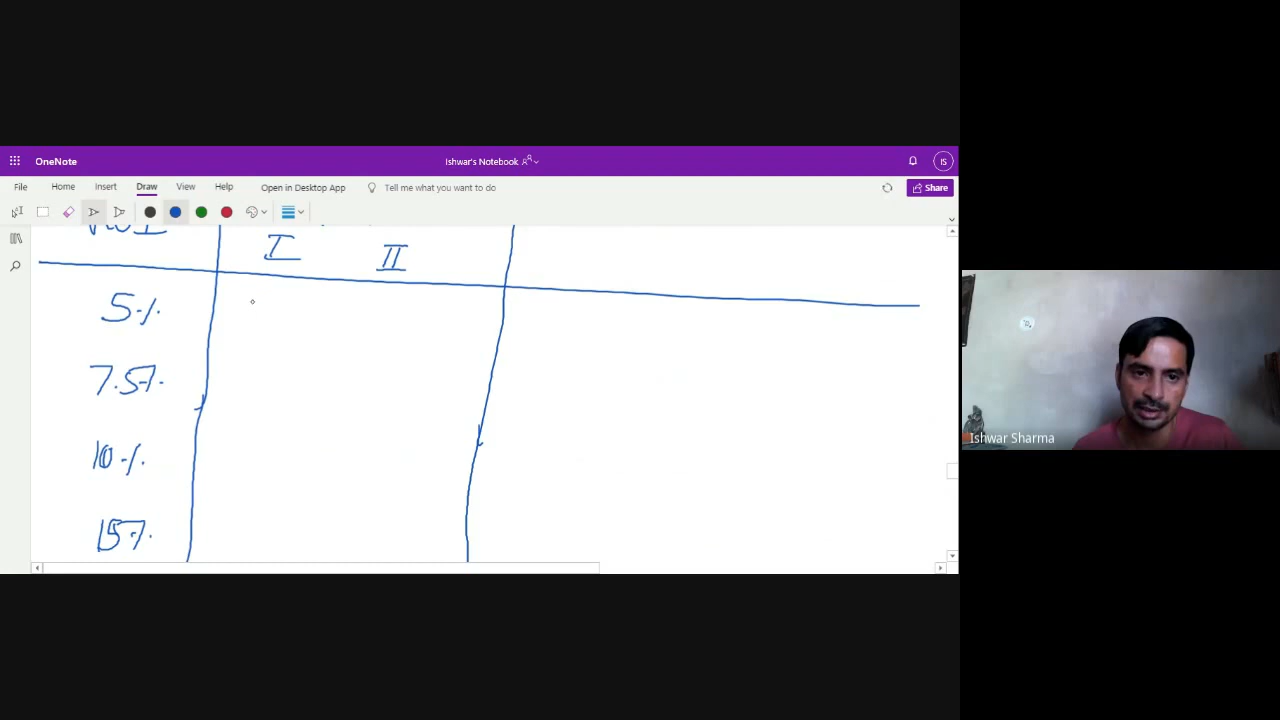 OneNote
Ishwar's Notebook
IS
File Home Insert Draw View Help Open in Desktop App Tell me what you want to do Share
I II
5%
7.5%
10%
15%
Ishwar Sharma